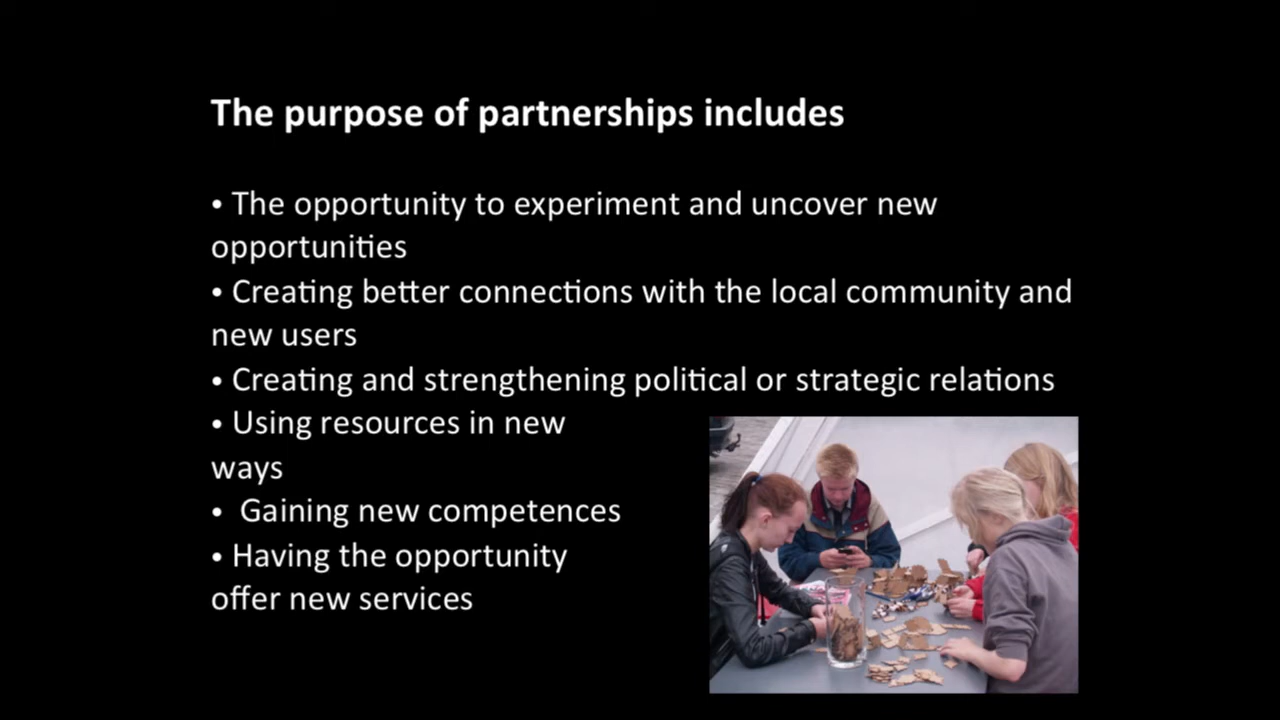 The purpose of partnerships includes
• The opportunity to experiment and uncover new
opportunities
• Creating better connections with the local community and
new users
• Creating and strengthening political or strategic relations
• Using resources in new
ways
•  Gaining new competences
• Having the opportunity
offer new services